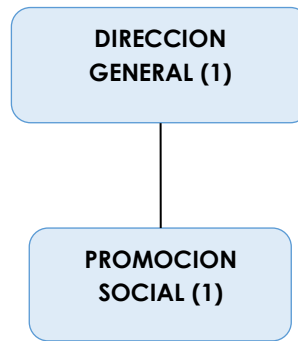 DIRECCION
GENERAL (1)
PROMOCION
SOCIAL (1)